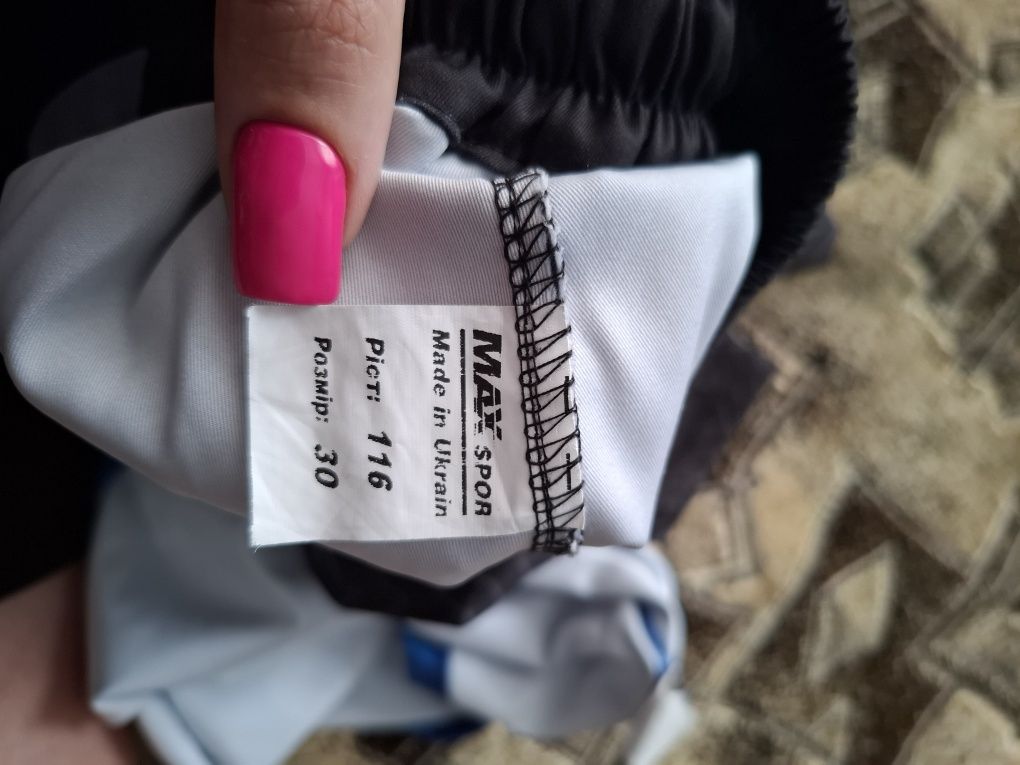 MAX SPOR
Made in Ukrain
Ріст: 116
Розмір: 30